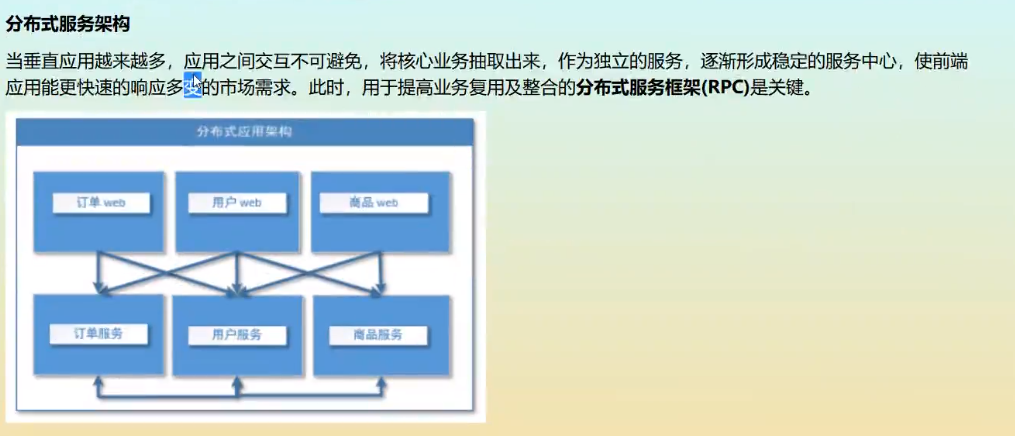 分布式服务架构
当垂直应用越来越多，应用之间交互不可避免，将核心业务抽取出来，作为独立的服务，逐渐形成稳定的服务中心，使前端
应用能更快速的响应多变的市场需求。此时，用于提高业务复用及整合的分布式服务框架(RPC)是关键。
分布式应用架构
订单 web
用户 web
商品 web
订单服务
用户服务
商品服务